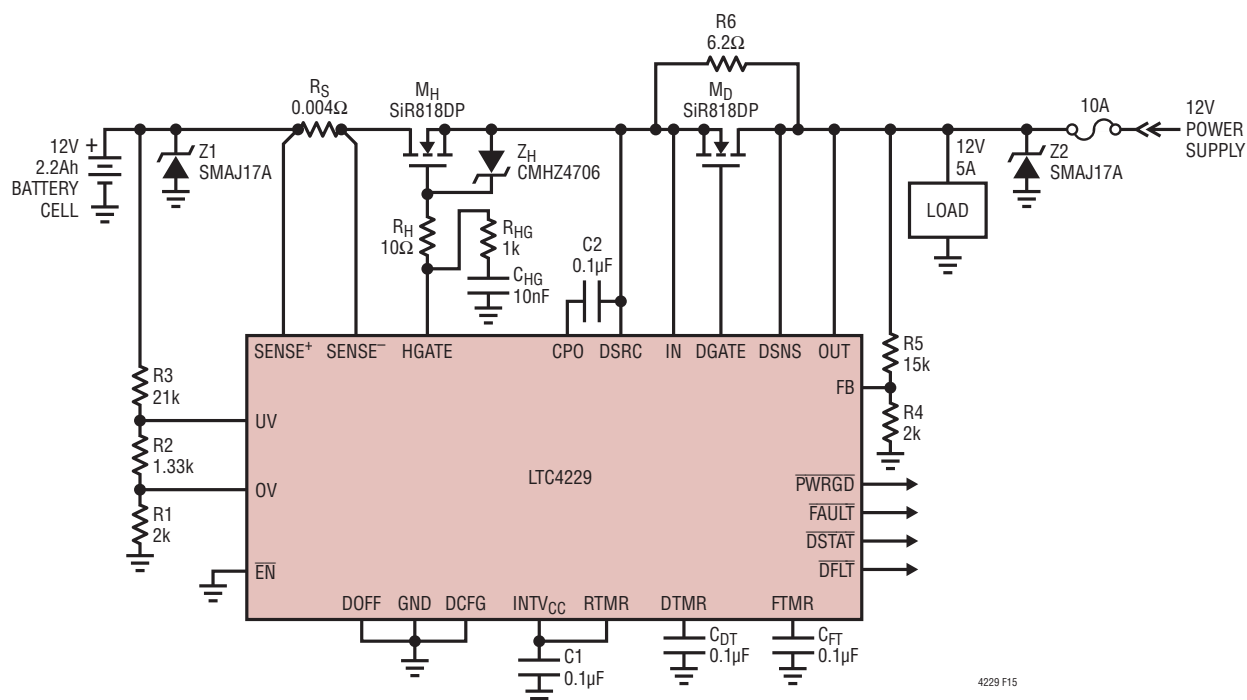 R6
6.2Ω
RS
0.004Ω
MH
SiR818DP
MD
SiR818DP
10A
12V
POWER
SUPPLY
12V
2.2Ah
BATTERY
CELL
+
Z1
SMAJ17A
ZH
CMHZ4706
12V
5A
LOAD
Z2
SMAJ17A
RH
10Ω
RHG
1k
CHG
10nF
C2
0.1µF
SENSE+
SENSE−
HGATE
CPO
DSRC
IN
DGATE
DSNS
OUT
R3
21k
UV
R2
1.33k
OV
R1
2k
EN
LTC4229
FB
R5
15k
R4
2k
PWRGD
FAULT
DSTAT
DFLT
DOFF
GND
DCFG
INTVCC
RTMR
DTMR
FTMR
C1
0.1µF
CDT
0.1µF
CFT
0.1µF
4229 F15